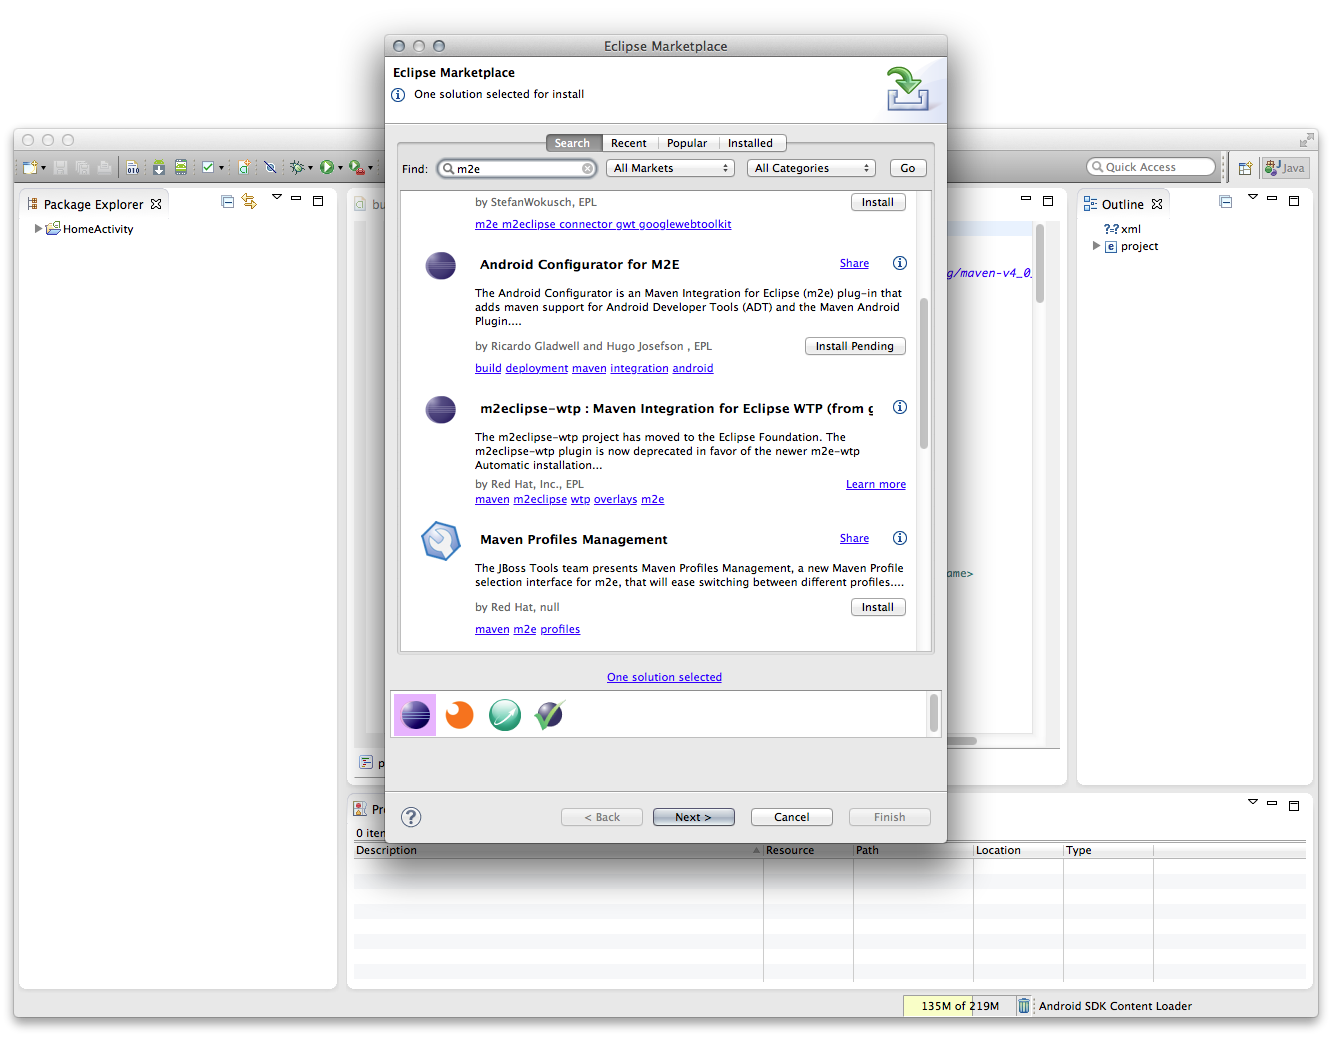 Eclipse Marketplace
Eclipse Marketplace
One solution selected for install
Search Recent Popular Installed
Find: m2e All Markets All Categories Go
by StefanWokusch, EPL Install
m2e m2eclipse connector gwt googlewebtoolkit
Android Configurator for M2E Share
The Android Configurator is an Maven Integration for Eclipse (m2e) plug-in that
adds maven support for Android Developer Tools (ADT) and the Maven Android
Plugin....
by Ricardo Gladwell and Hugo Josefson , EPL Install Pending
build deployment maven integration android
m2eclipse-wtp : Maven Integration for Eclipse WTP (from g
The m2eclipse-wtp project has moved to the Eclipse Foundation. The
m2eclipse-wtp plugin is now deprecated in favor of the newer m2e-wtp
Automatic installation...
by Red Hat, Inc., EPL Learn more
maven m2eclipse wtp overlays m2e
Maven Profiles Management Share
The JBoss Tools team presents Maven Profiles Management, a new Maven Profile
selection interface for m2e, that will ease switching between different profiles....
by Red Hat, null Install
maven m2e profiles
One solution selected
? < Back Next > Cancel Finish
Quick Access Java
Package Explorer
HomeActivity
bu
g/maven-v4_0_
ame>
p
Outline
xml
project
Pr
0 iten
Description Resource Path Location Type
135M of 219M Android SDK Content Loader